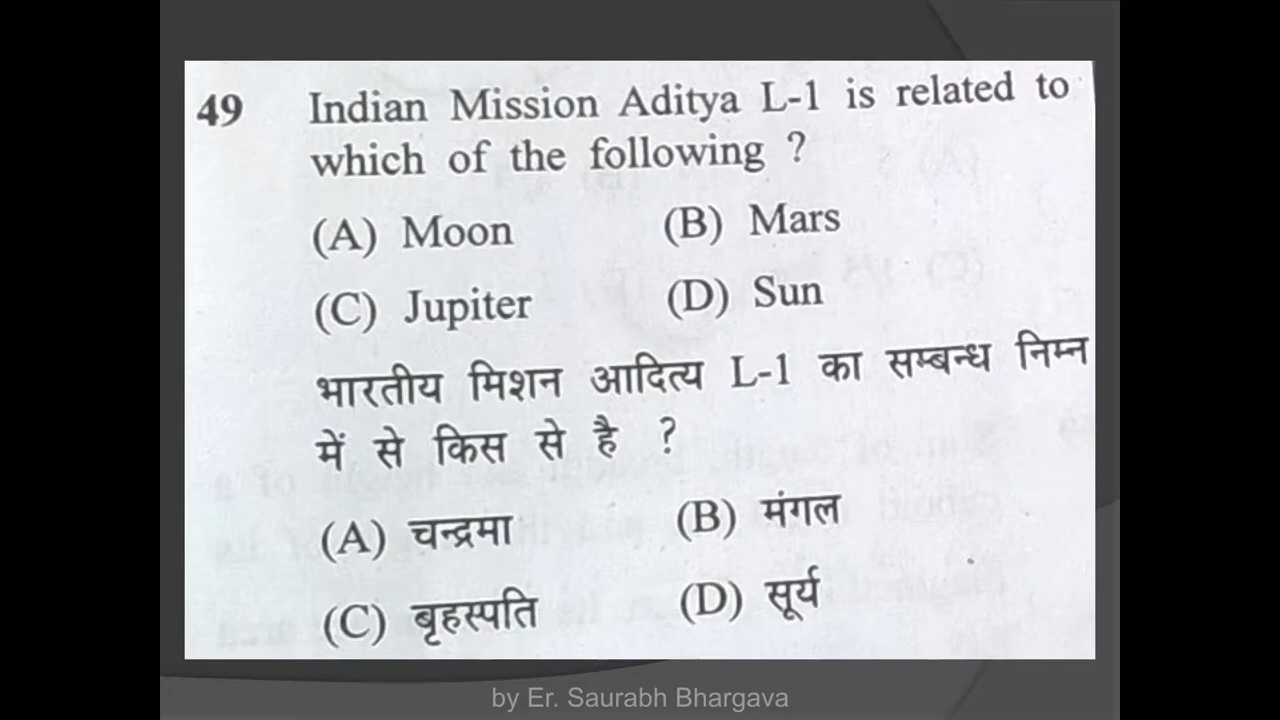 49 Indian Mission Aditya L-1 is related to
which of the following ?
(A) Moon (B) Mars
(C) Jupiter (D) Sun
भारतीय मिशन आदित्य L-1 का सम्बन्ध निम्न
में से किस से है ?
(A) चन्द्रमा (B) मंगल
(C) बृहस्पति (D) सूर्य
by Er. Saurabh Bhargava